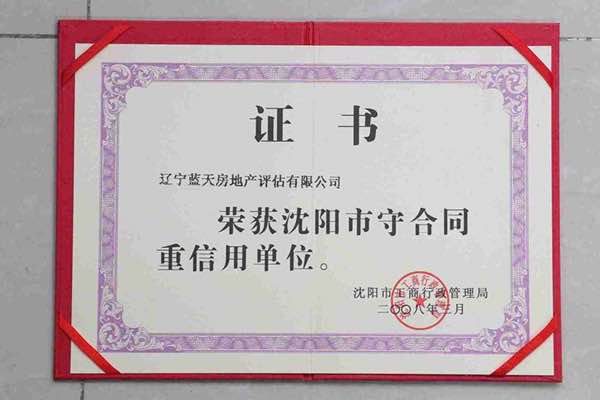 证书
辽宁蓝天房地产评估有限公司
荣获沈阳市守合同
重信用单位。
沈阳市工商行政管理局
二〇〇八年三月